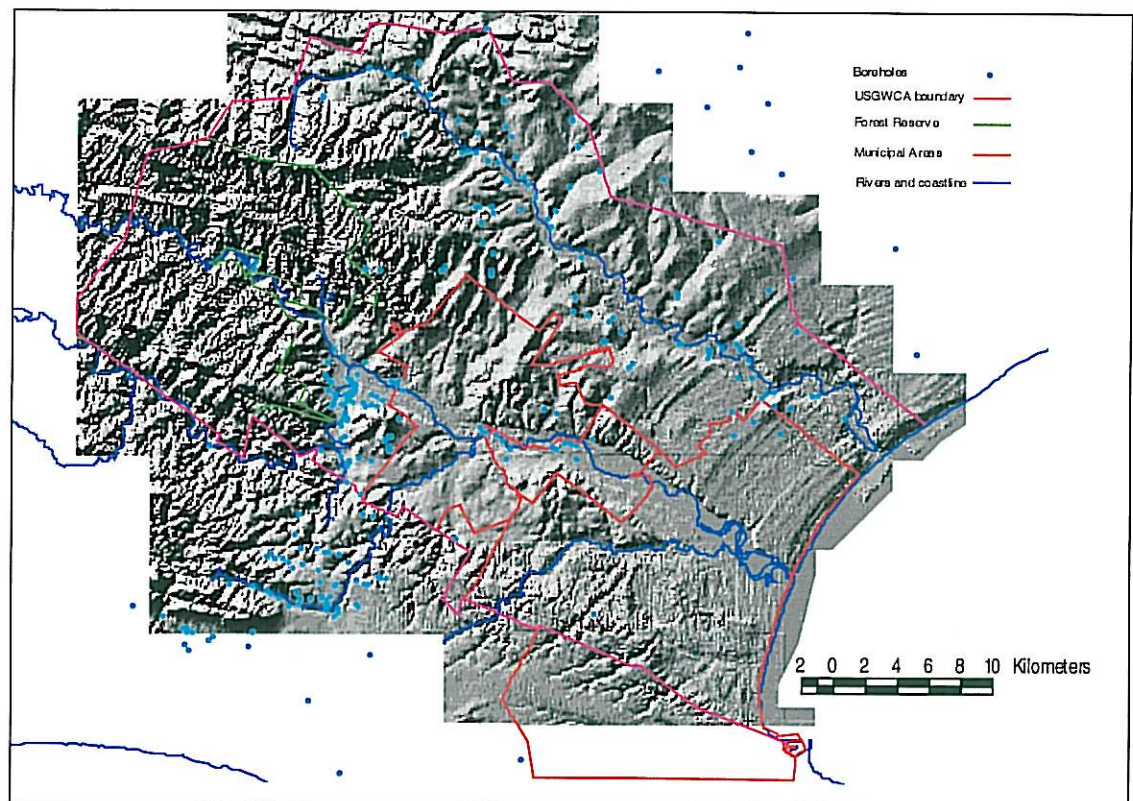 Boreholes
USGWCA boundary
Forest Reserve
Municipal Areas
Rivers and coastline
2 0 2 4 6 8 10 Kilometers